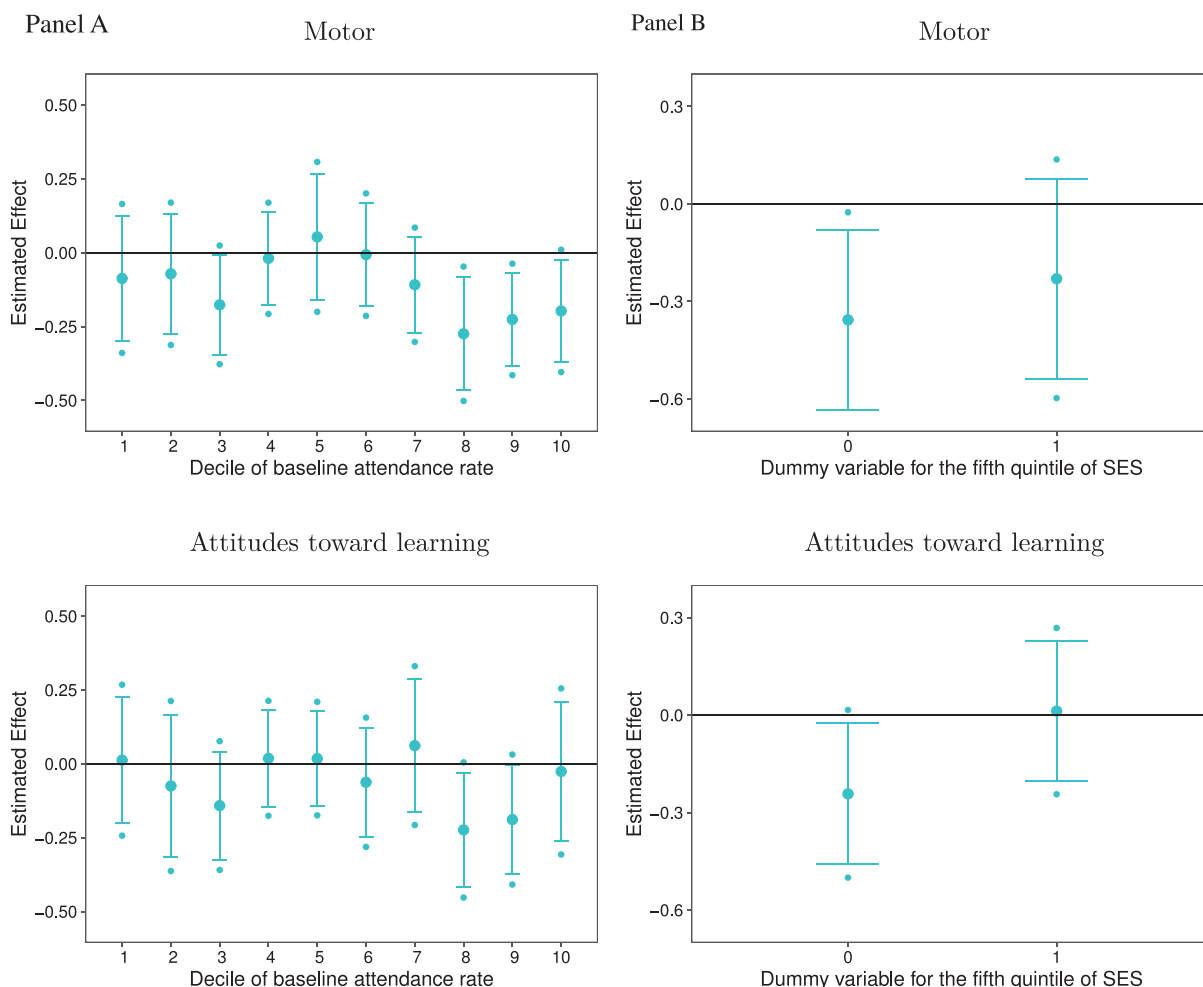 Panel A
Motor
Estimated Effect
0.50
0.25
0.00
−0.25
−0.50
1 2 3 4 5 6 7 8 9 10
Decile of baseline attendance rate
Panel B
Motor
Estimated Effect
0.3
0.0
−0.3
−0.6
0 1
Dummy variable for the fifth quintile of SES
Attitudes toward learning
Estimated Effect
0.50
0.25
0.00
−0.25
−0.50
1 2 3 4 5 6 7 8 9 10
Decile of baseline attendance rate
Attitudes toward learning
Estimated Effect
0.3
0.0
−0.3
−0.6
0 1
Dummy variable for the fifth quintile of SES